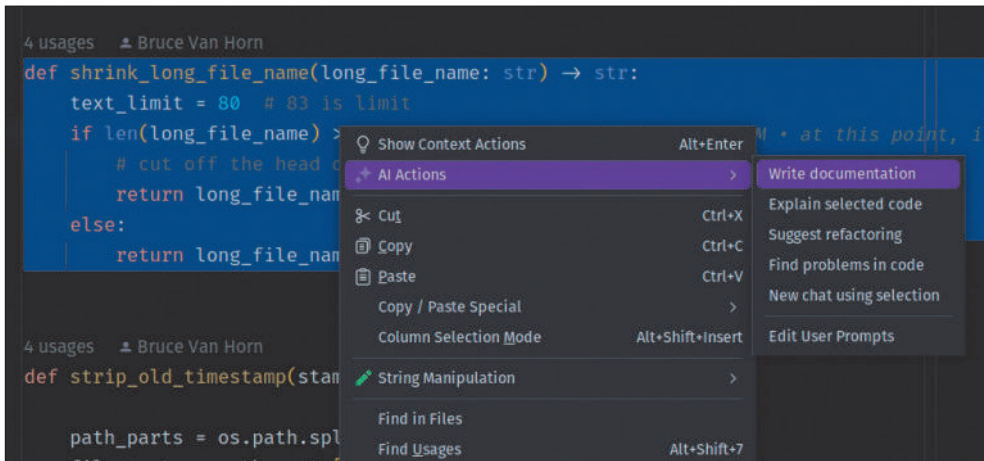 4 usages Bruce Van Horn
def shrink_long_file_name(long_file_name: str) → str:
text_limit = 80 # 83 is limit
if len(long_file_name) > M • at this point, i
# cut off the head
return long_file_nam
else:
return long_file_nam
4 usages Bruce Van Horn
def strip_old_timestamp(stam
path_parts = os.path.spl
Show Context Actions Alt+Enter
AI Actions >
Cut Ctrl+X
Copy Ctrl+C
Paste Ctrl+V
Copy / Paste Special >
Column Selection Mode Alt+Shift+Insert
String Manipulation >
Find in Files
Find Usages Alt+Shift+7
Write documentation
Explain selected code
Suggest refactoring
Find problems in code
New chat using selection
Edit User Prompts